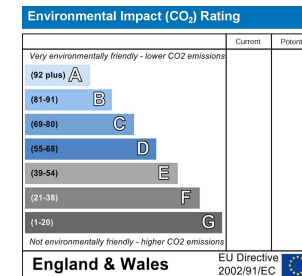 Environmental Impact (CO₂) Rating
Current Poten
Very environmentally friendly - lower CO2 emissions
(92 plus) A
(81-91) B
(69-80) C
(55-68) D
(39-54) E
(21-38) F
(1-20) G
Not environmentally friendly - higher CO2 emissions
England & Wales
EU Directive
2002/91/EC